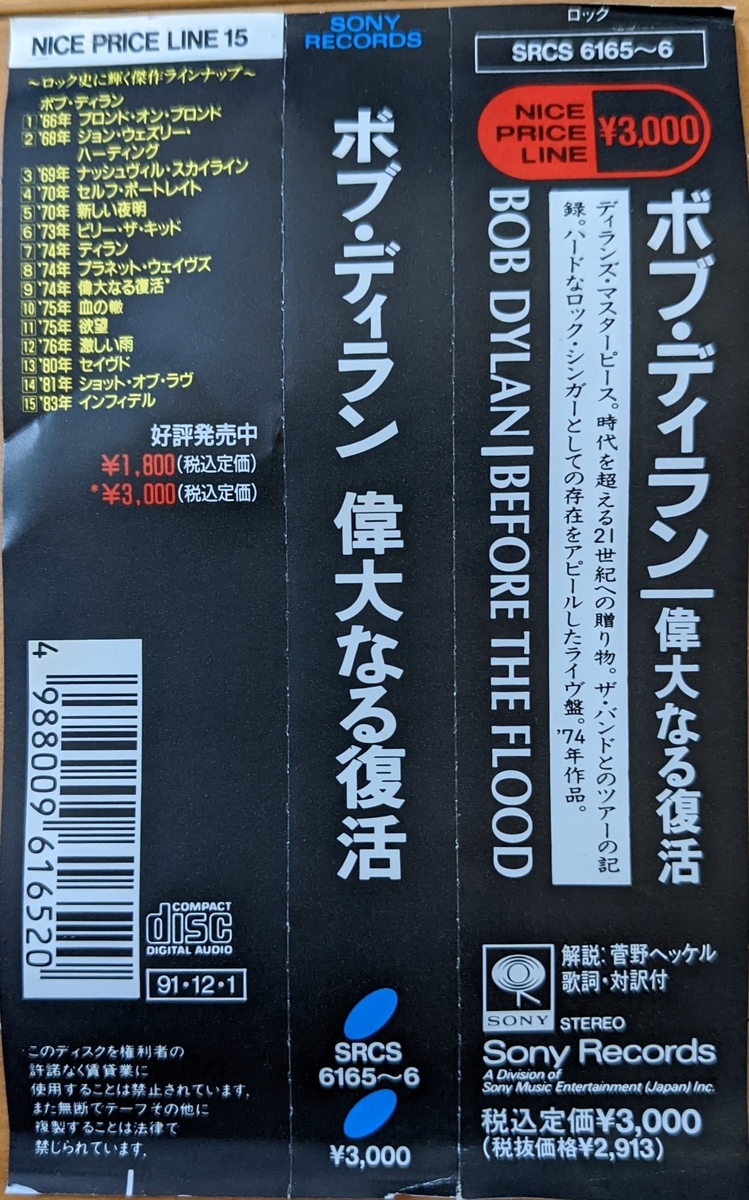 NICE PRICE LINE 15
～ロック史に輝く傑作ラインナップ～
ボブ・ディラン
1 '66年 ブロンド・オン・ブロンド
2 '68年 ジョン・ウェズリー・
ハーディング
3 '69年 ナッシュヴィル・スカイライン
4 '70年 セルフ・ポートレイト
5 '70年 新しい夜明
6 '73年 ビリー・ザ・キッド
7 '74年 ディラン
8 '74年 プラネット・ウェイヴズ
9 '74年 偉大なる復活*
10 '75年 血の轍
11 '75年 欲望
12 '76年 激しい雨
13 '80年 セイヴド
14 '81年 ショット・オブ・ラヴ
15 '83年 インフィデル
好評発売中
¥1,800(税込定価)
*¥3,000(税込定価)
4 988009 616520
COMPACT
disc
DIGITAL AUDIO
91・12・1
このディスクを権利者の
許諾なく賃貸業に
使用することは禁止されています。
また無断でテープその他に
複製することは法律で
禁じられています。
SONY
RECORDS
ボブ・ディラン 偉大なる復活
SRCS
6165～6
¥3,000
ロック
SRCS 6165～6
NICE
PRICE
LINE
¥3,000
ボブ・ディラン|偉大なる復活
ディランズ・マスターピース。時代を超える21世紀への贈り物。ザ・バンドとのツアーの記
録。ハードなロック・シンガーとしての存在をアピールしたライヴ盤。'74年作品。
BOB DYLAN|BEFORE THE FLOOD
SONY
解説：菅野ヘッケル
歌詞・対訳付
STEREO
Sony Records
A Division of
Sony Music Entertainment (Japan) Inc.
税込定価¥3,000
(税抜価格¥2,913)